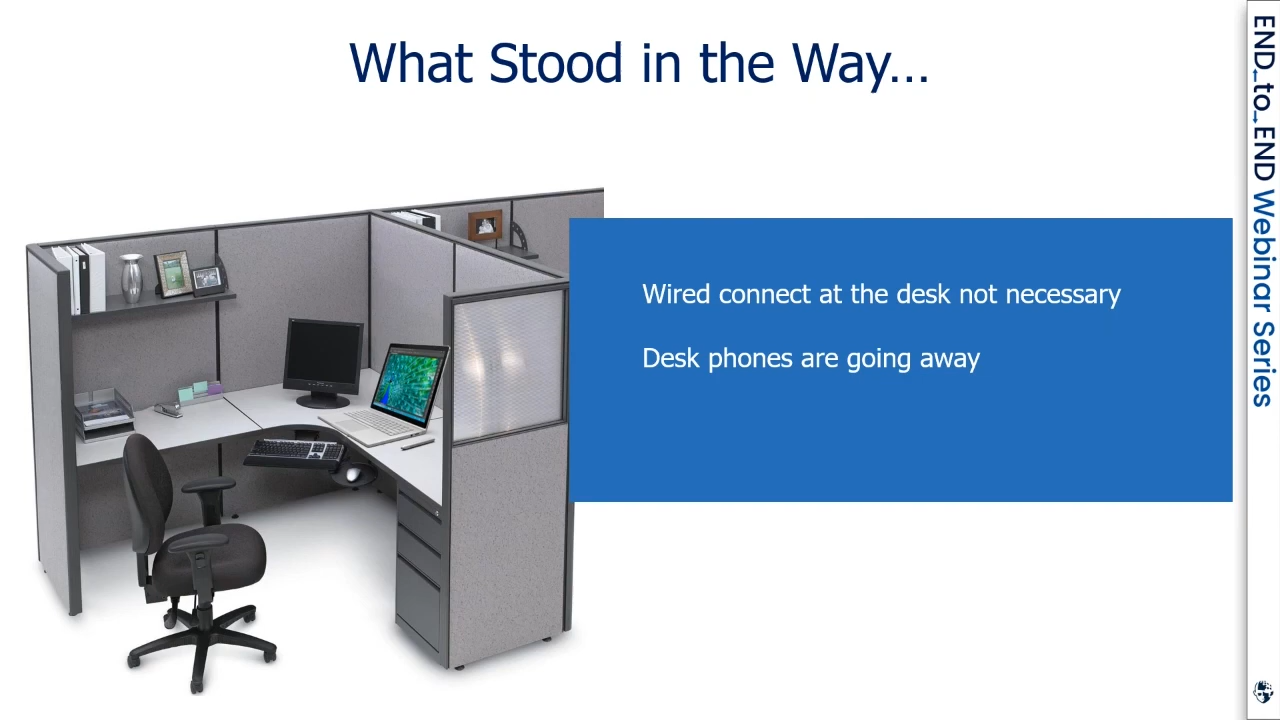 What Stood in the Way...
Wired connect at the desk not necessary
Desk phones are going away
END_to_END Webinar Series